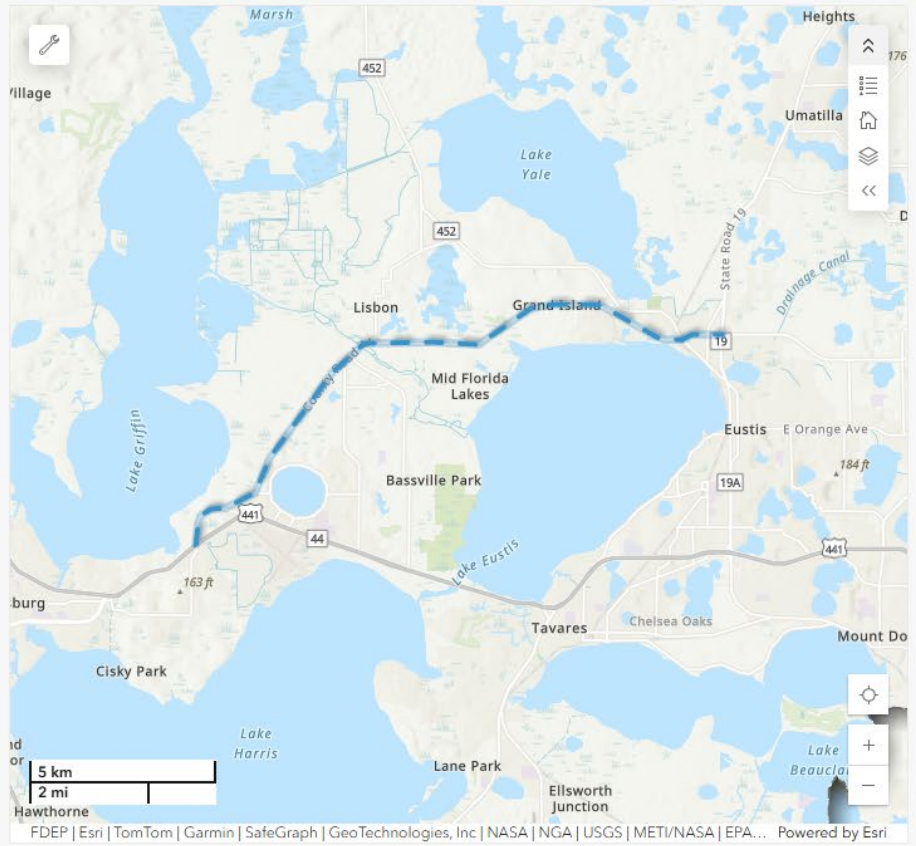 Marsh
Heights
452
176
Village
Umatilla
Lake
Yale
State Road 19
D
452
Drainage Canal
Lisbon
Grand Island
19
County Road
Mid Florida
Lakes
Lake Griffin
Eustis
E Orange Ave
Bassville Park
184 ft
19A
441
44
441
Lake Eustis
163 ft
burg
Tavares
Chelsea Oaks
Mount Do
Cisky Park
Lake
Harris
nd
or
Lake
Beauclai
5 km
2 mi
Lane Park
Ellsworth
Junction
Hawthorne
FDEP | Esri | TomTom | Garmin | SafeGraph | GeoTechnologies, Inc | NASA | NGA | USGS | METI/NASA | EPA... Powered by Esri